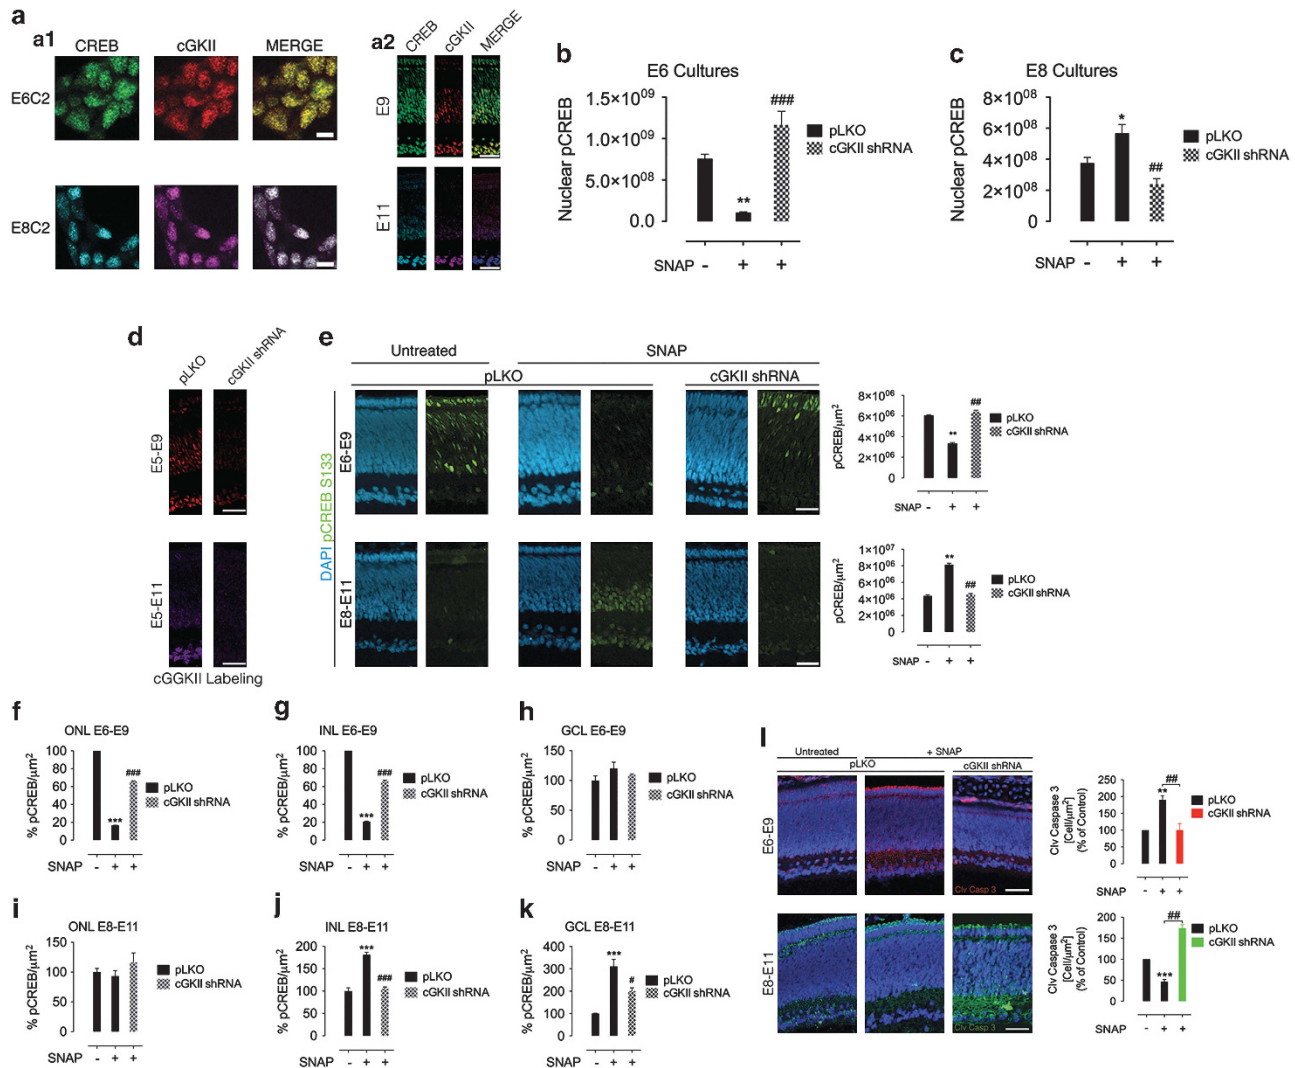 a
a1
CREB
cGKII
MERGE
E6C2
E8C2
a2
CREB
cGKII
MERGE
E9
E11
b
E6 Cultures
Nuclear pCREB
1.5×10⁰⁹
1.0×10⁰⁹
5.0×10⁰⁸
0.0
**
###
pLKO
cGKII shRNA
SNAP - + +
c
E8 Cultures
Nuclear pCREB
8×10⁰⁸
6×10⁰⁸
4×10⁰⁸
2×10⁰⁸
0
*
##
pLKO
cGKII shRNA
SNAP - + +
d
pLKO
cGKII shRNA
E5-E9
E5-E11
cGGKII Labeling
e
Untreated
SNAP
pLKO
cGKII shRNA
DAPI pCREB S133
E6-E9
E8-E11
pCREB/µm²
8×10⁰⁶
6×10⁰⁶
4×10⁰⁶
2×10⁰⁶
0
**
##
pLKO
cGKII shRNA
SNAP - + +
pCREB/µm²
1×10⁰⁷
8×10⁰⁶
6×10⁰⁶
4×10⁰⁶
2×10⁰⁶
0
**
##
pLKO
cGKII shRNA
SNAP - + +
f
ONL E6-E9
% pCREB/µm²
100
80
60
40
20
0
***
###
pLKO
cGKII shRNA
SNAP - + +
g
INL E6-E9
% pCREB/µm²
100
80
60
40
20
0
***
###
pLKO
cGKII shRNA
SNAP - + +
h
GCL E6-E9
% pCREB/µm²
150
100
50
0
pLKO
cGKII shRNA
SNAP - + +
i
ONL E8-E11
% pCREB/µm²
150
100
50
0
pLKO
cGKII shRNA
SNAP - + +
j
INL E8-E11
% pCREB/µm²
200
150
100
50
0
***
###
pLKO
cGKII shRNA
SNAP - + +
k
GCL E8-E11
% pCREB/µm²
400
300
200
100
0
***
#
pLKO
cGKII shRNA
SNAP - + +
l
Untreated
+ SNAP
pLKO
cGKII shRNA
E6-E9
Clv Casp 3
E8-E11
Clv Casp 3
Clv Caspase 3
[Cell/µm²]
(% of Control)
250
200
150
100
50
0
**
##
pLKO
cGKII shRNA
SNAP - + +
Clv Caspase 3
[Cell/µm²]
(% of Control)
200
150
100
50
0
***
##
pLKO
cGKII shRNA
SNAP - + +